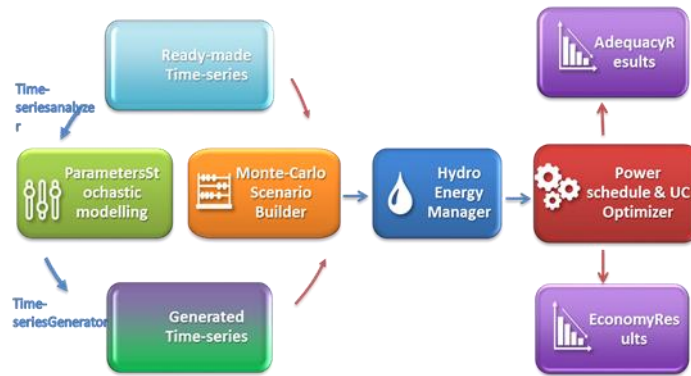 Ready-made
Time-series
AdequacyR
esults
Time-
seriesanalyze
r
ParametersSt
ochastic
modelling
Monte-Carlo
Scenario
Builder
Hydro
Energy
Manager
Power
schedule & UC
Optimizer
Time-
seriesGenerator
Generated
Time-series
EconomyRes
ults